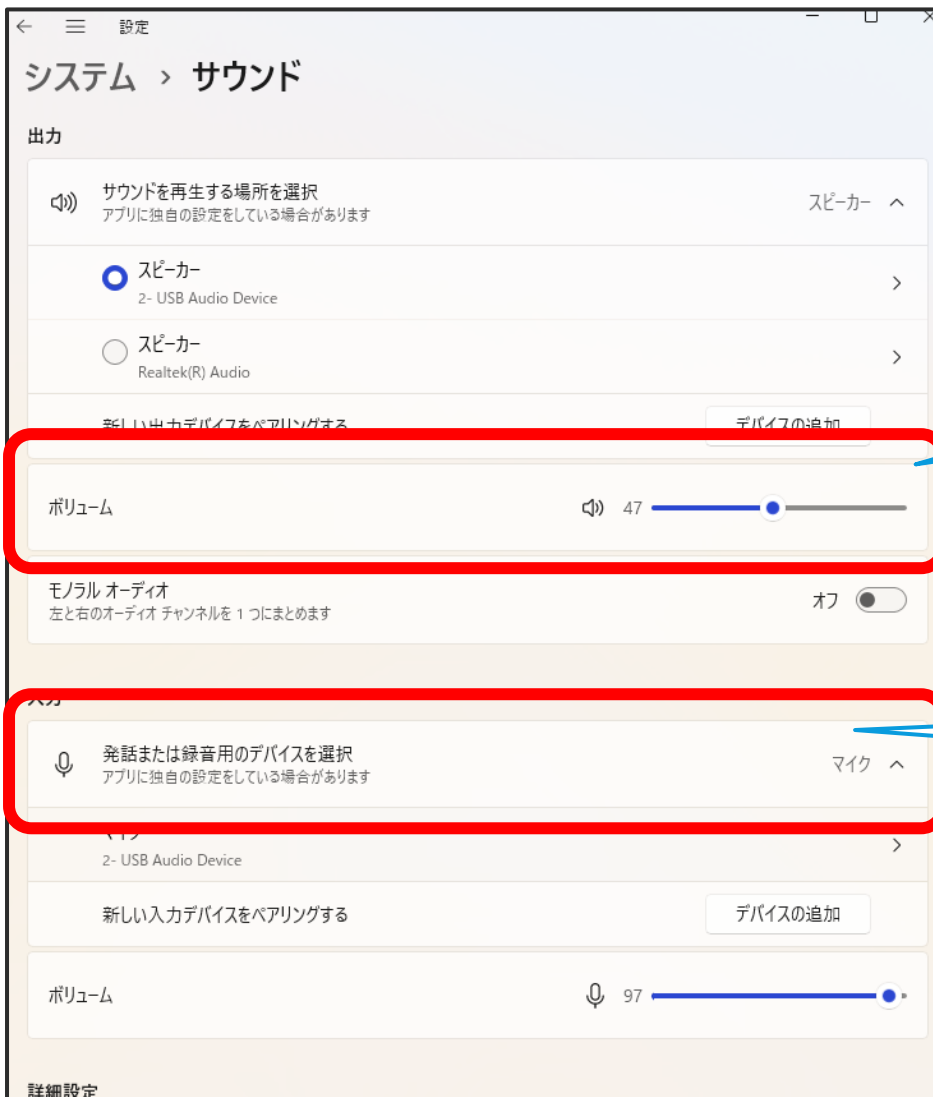 設定
システム › サウンド
出力
サウンドを再生する場所を選択
スピーカー
アプリに独自の設定をしている場合があります
スピーカー
2- USB Audio Device
スピーカー
Realtek(R) Audio
新しい出力デバイスをペアリングする
デバイスの追加
ボリューム
47
モノラル オーディオ
オフ
左と右のオーディオ チャンネルを 1 つにまとめます
入力
発話または録音用のデバイスを選択
マイク
アプリに独自の設定をしている場合があります
マイク
2- USB Audio Device
新しい入力デバイスをペアリングする
デバイスの追加
ボリューム
97
詳細設定